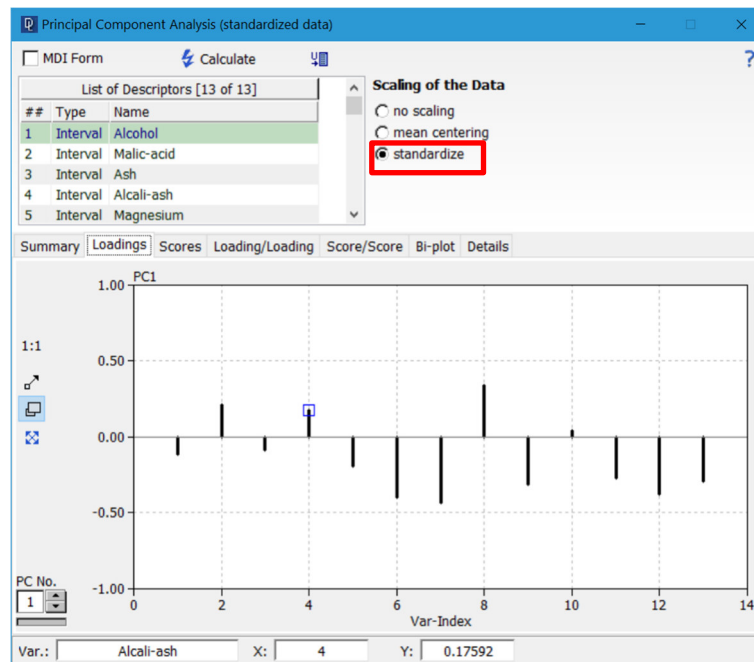 Principal Component Analysis (standardized data)
MDI Form
Calculate
?
List of Descriptors [13 of 13]
## Type Name
1 Interval Alcohol
2 Interval Malic-acid
3 Interval Ash
4 Interval Alcali-ash
5 Interval Magnesium
Scaling of the Data
no scaling
mean centering
standardize
Summary Loadings Scores Loading/Loading Score/Score Bi-plot Details
PC1
1.00
0.50
0.00
-0.50
-1.00
1:1
PC No.
1
0 2 4 6 8 10 12 14
Var-Index
Var.: Alcali-ash X: 4 Y: 0.17592